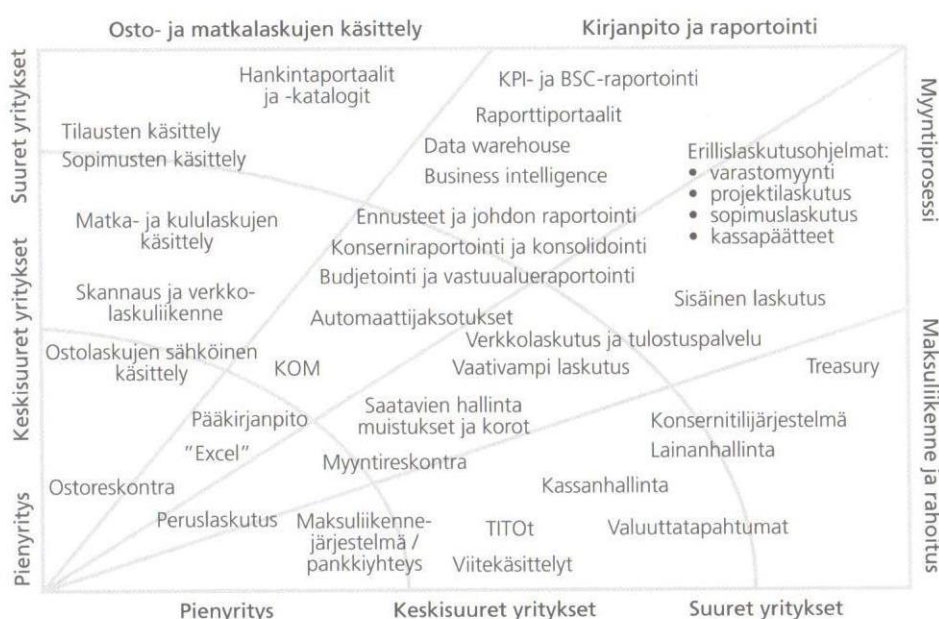 Osto- ja matkalaskujen käsittely
Kirjanpito ja raportointi
Suuret yritykset
Keskisuuret yritykset
Pienyritys
Hankintaportaalit
ja -katalogit
KPI- ja BSC-raportointi
Raporttiportaalit
Tilausten käsittely
Sopimusten käsittely
Data warehouse
Business intelligence
Erillislaskutusohjelmat:
• varastomyynti
• projektilaskutus
• sopimuslaskutus
• kassapäätteet
Matka- ja kululaskujen
käsittely
Ennusteet ja johdon raportointi
Konserniraportointi ja konsolidointi
Budjetointi ja vastuualueraportointi
Skannaus ja verkko-
laskuliikenne
Sisäinen laskutus
Automaattijaksotukset
Verkkolaskutus ja tulostuspalvelu
Ostolaskujen sähköinen
käsittely
KOM
Vaativampi laskutus
Treasury
Pääkirjanpito
Saatavien hallinta
muistukset ja korot
Konsernitilijärjestelmä
"Excel"
Myyntireskontra
Lainanhallinta
Ostoreskontra
Kassanhallinta
Peruslaskutus
Maksuliikenne-
järjestelmä /
pankkiyhteys
TITOt
Valuuttatapahtumat
Viitekäsittelyt
Myyntiprosessi
Maksuliikenne ja rahoitus
Pienyritys
Keskisuuret yritykset
Suuret yritykset